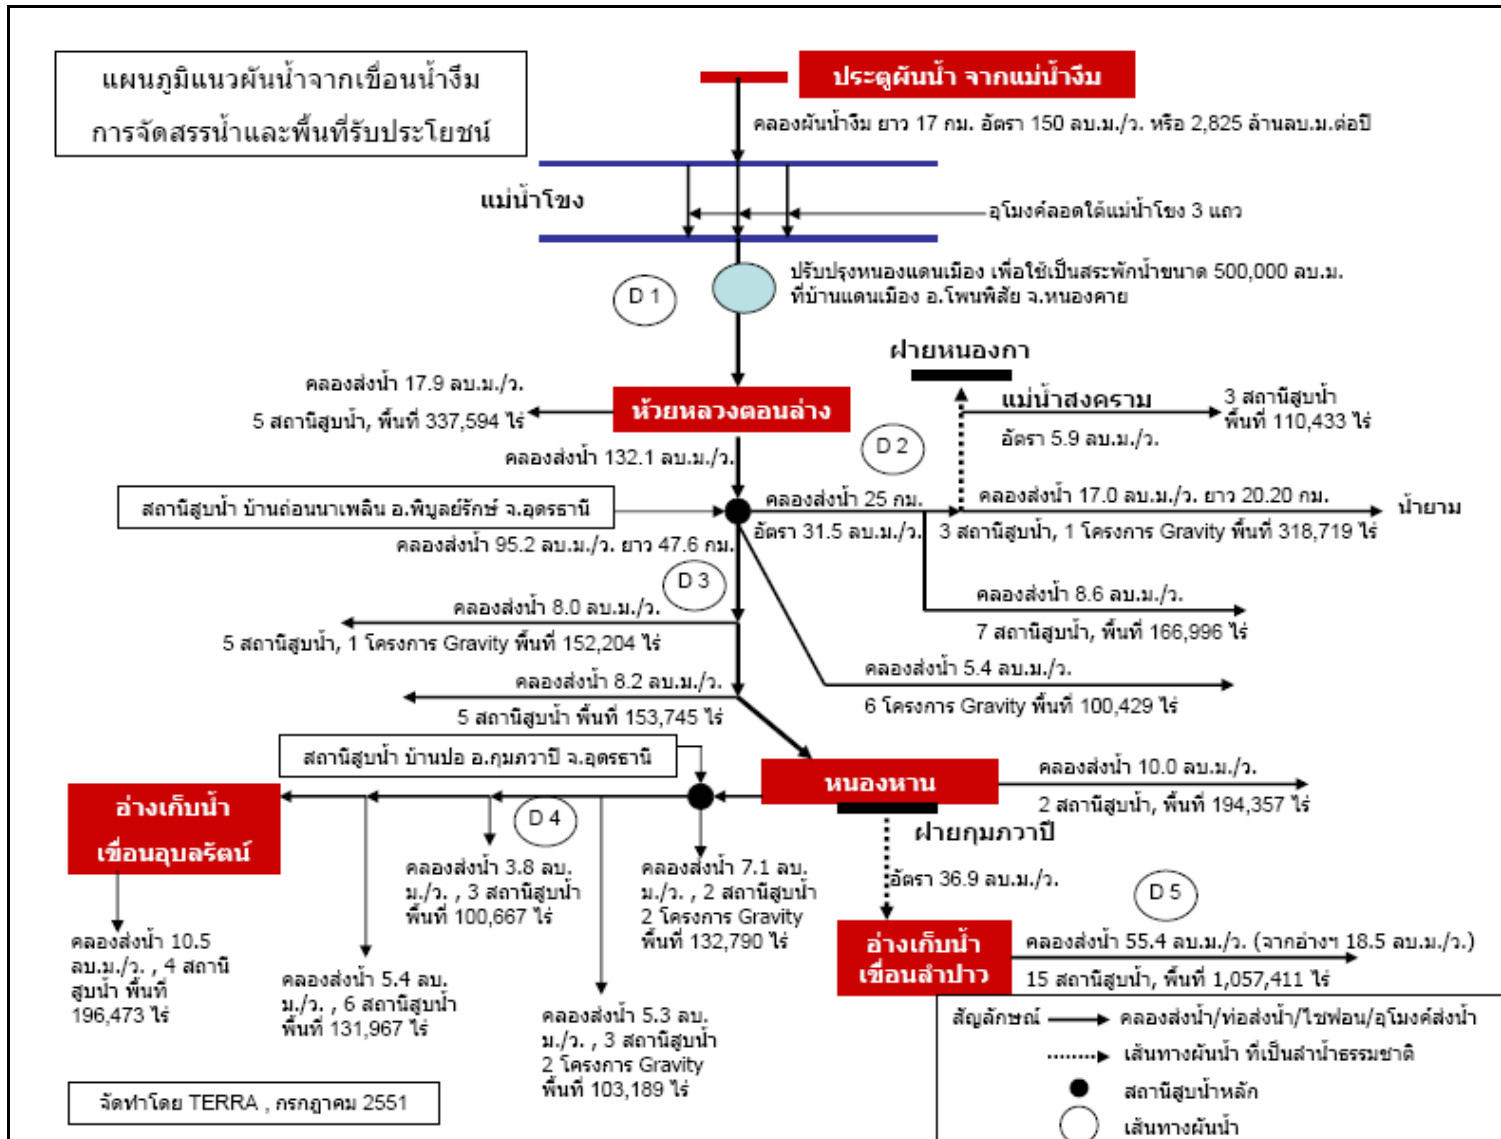 แผนภูมิแนวผันน้ำจากเขื่อนน้ำงึม
การจัดสรรน้ำและพื้นที่รับประโยชน์
ประตูผันน้ำ จากแม่น้ำงึม
คลองผันน้ำงึม ยาว 17 กม. อัตรา 150 ลบ.ม./ว. หรือ 2,825 ล้านลบ.ม.ต่อปี
แม่น้ำโขง
อุโมงค์ลอดใต้แม่น้ำโขง 3 แถว
D 1
ปรับปรุงหนองแดนเมือง เพื่อใช้เป็นสระพักน้ำขนาด 500,000 ลบ.ม.
ที่บ้านแดนเมือง อ.โพนพิสัย จ.หนองคาย
ฝายหนองกา
คลองส่งน้ำ 17.9 ลบ.ม./ว.
5 สถานีสูบน้ำ, พื้นที่ 337,594 ไร่
ห้วยหลวงตอนล่าง
แม่น้ำสงคราม
อัตรา 5.9 ลบ.ม./ว.
3 สถานีสูบน้ำ
พื้นที่ 110,433 ไร่
D 2
คลองส่งน้ำ 132.1 ลบ.ม./ว.
สถานีสูบน้ำ บ้านถ่อนนาเพลิน อ.พิบูลย์รักษ์ จ.อุดรธานี
คลองส่งน้ำ 25 กม.
อัตรา 31.5 ลบ.ม./ว.
คลองส่งน้ำ 17.0 ลบ.ม./ว. ยาว 20.20 กม.
3 สถานีสูบน้ำ, 1 โครงการ Gravity พื้นที่ 318,719 ไร่
น้ำยาม
คลองส่งน้ำ 95.2 ลบ.ม./ว. ยาว 47.6 กม.
D 3
คลองส่งน้ำ 8.6 ลบ.ม./ว.
7 สถานีสูบน้ำ, พื้นที่ 166,996 ไร่
คลองส่งน้ำ 8.0 ลบ.ม./ว.
5 สถานีสูบน้ำ, 1 โครงการ Gravity พื้นที่ 152,204 ไร่
คลองส่งน้ำ 5.4 ลบ.ม./ว.
6 โครงการ Gravity พื้นที่ 100,429 ไร่
คลองส่งน้ำ 8.2 ลบ.ม./ว.
5 สถานีสูบน้ำ พื้นที่ 153,745 ไร่
สถานีสูบน้ำ บ้านปอ อ.กุมภวาปี จ.อุดรธานี
หนองหาน
คลองส่งน้ำ 10.0 ลบ.ม./ว.
2 สถานีสูบน้ำ, พื้นที่ 194,357 ไร่
อ่างเก็บน้ำ
เขื่อนอุบลรัตน์
D 4
ฝายกุมภวาปี
คลองส่งน้ำ 3.8 ลบ.
ม./ว. , 3 สถานีสูบน้ำ
พื้นที่ 100,667 ไร่
คลองส่งน้ำ 7.1 ลบ.
ม./ว. , 2 สถานีสูบน้ำ
2 โครงการ Gravity
พื้นที่ 132,790 ไร่
อัตรา 36.9 ลบ.ม./ว.
D 5
อ่างเก็บน้ำ
เขื่อนลำปาว
คลองส่งน้ำ 55.4 ลบ.ม./ว. (จากอ่างฯ 18.5 ลบ.ม./ว.)
15 สถานีสูบน้ำ, พื้นที่ 1,057,411 ไร่
คลองส่งน้ำ 10.5
ลบ.ม./ว. , 4 สถานี
สูบน้ำ พื้นที่
196,473 ไร่
คลองส่งน้ำ 5.4 ลบ.
ม./ว. , 6 สถานีสูบน้ำ
พื้นที่ 131,967 ไร่
คลองส่งน้ำ 5.3 ลบ.
ม./ว. , 3 สถานีสูบน้ำ
2 โครงการ Gravity
พื้นที่ 103,189 ไร่
สัญลักษณ์
คลองส่งน้ำ/ท่อส่งน้ำ/ไซฟอน/อุโมงค์ส่งน้ำ
เส้นทางผันน้ำ ที่เป็นลำน้ำธรรมชาติ
สถานีสูบน้ำหลัก
เส้นทางผันน้ำ
จัดทำโดย TERRA , กรกฎาคม 2551